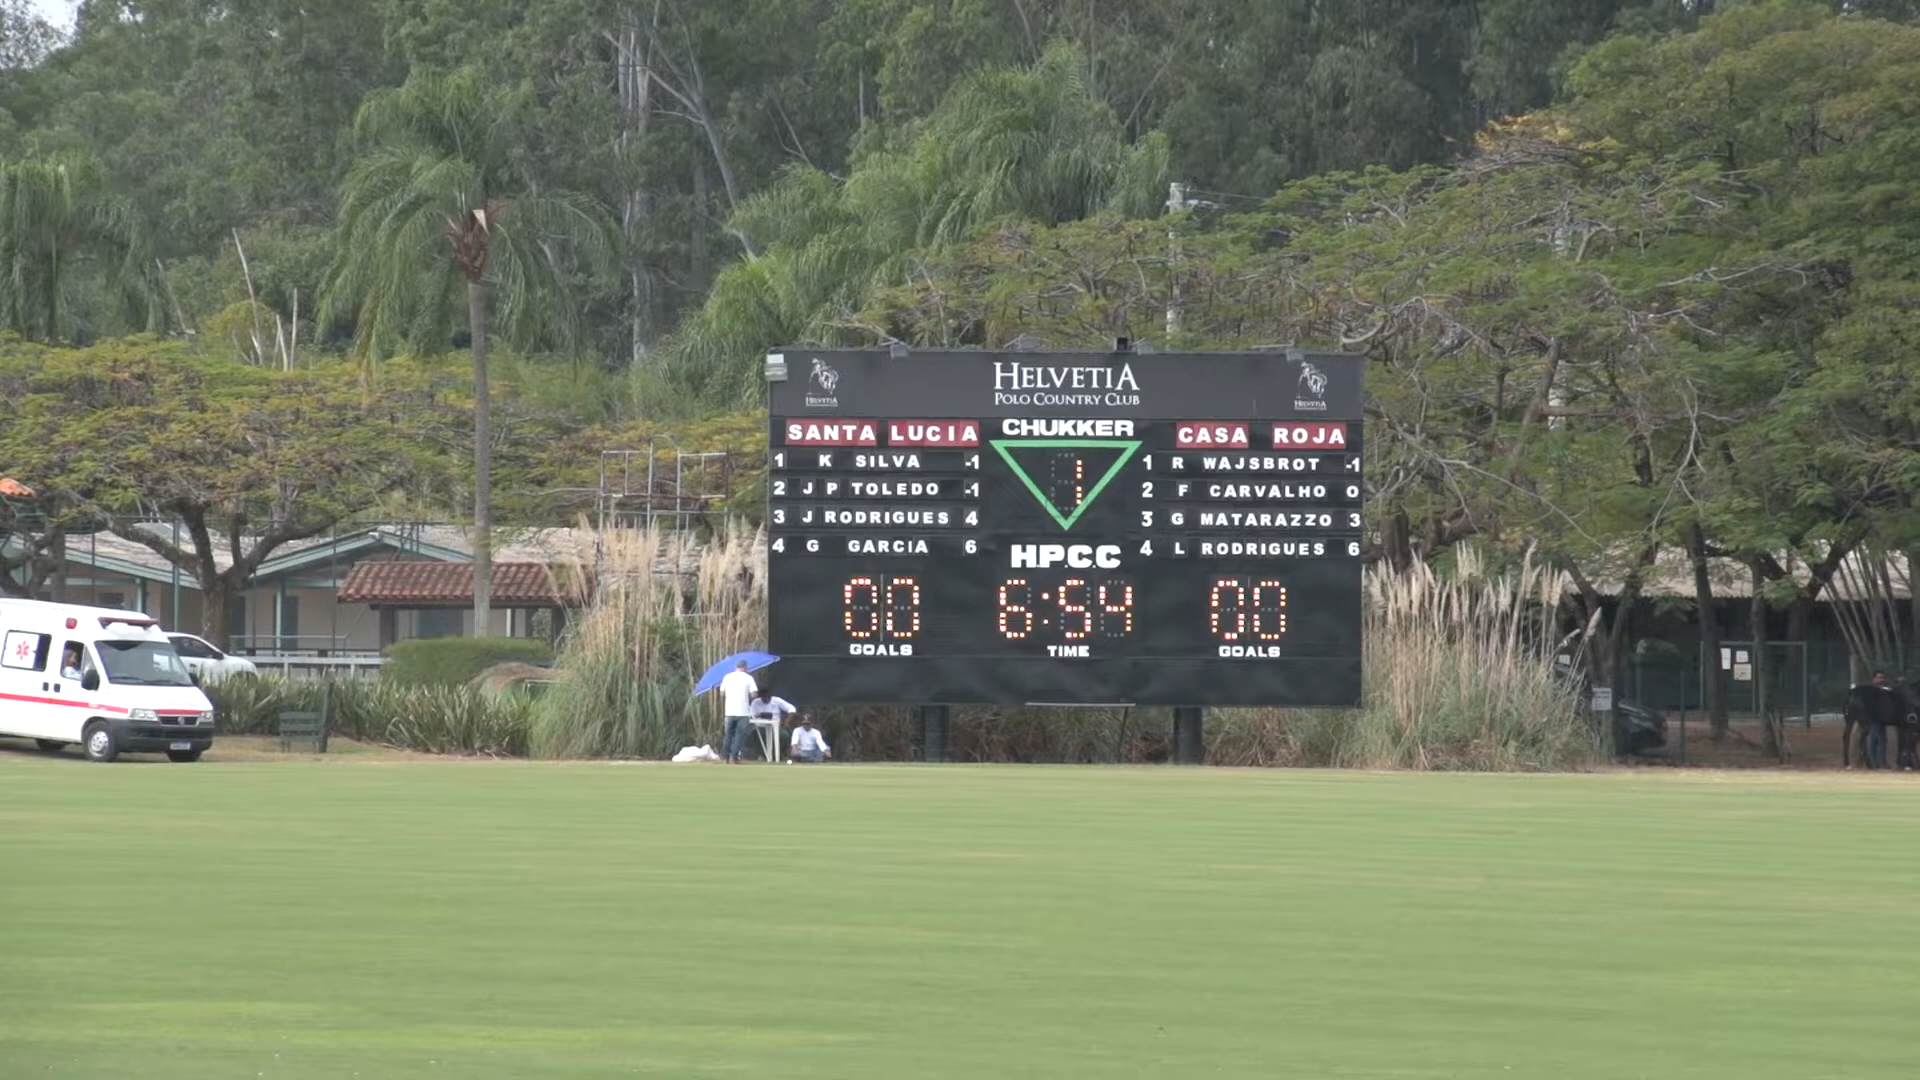 HELVETIA
POLO COUNTRY CLUB
HELVETIA
HELVETIA
SANTA LUCIA
1 K SILVA -1
2 J P TOLEDO -1
3 J RODRIGUES 4
4 G GARCIA 6
CHUKKER
1
H.P.C.C
CASA ROJA
1 R WAJSBROT -1
2 F CARVALHO 0
3 G MATARAZZO 3
4 L RODRIGUES 6
00
GOALS
6:54
TIME
00
GOALS